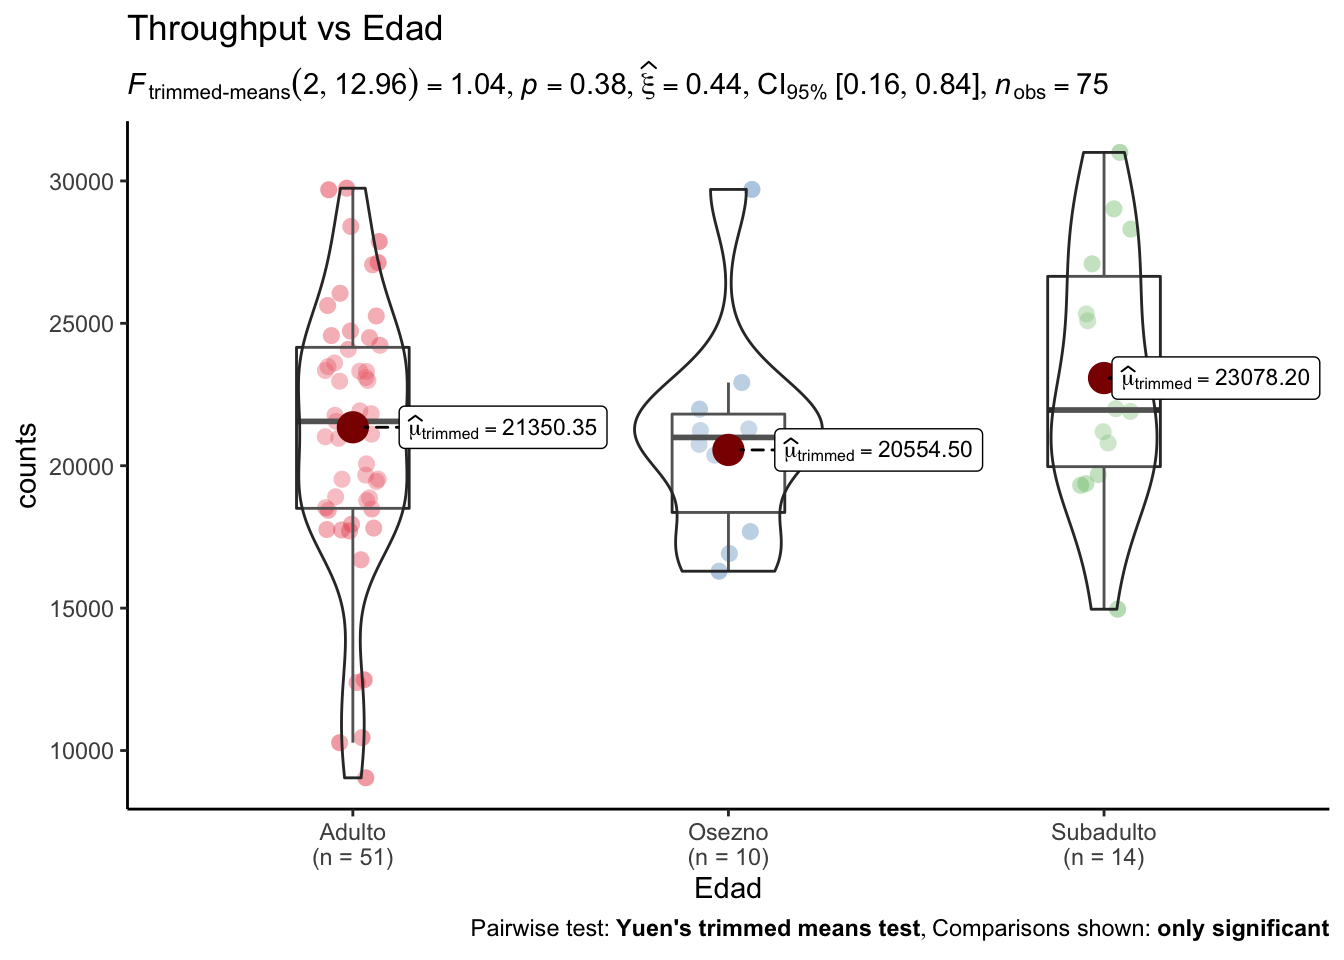 Throughput vs Edad
F trimmed-means(2, 12.96) = 1.04, p = 0.38, ξ̂ = 0.44, CI95% [0.16, 0.84], nobs = 75
counts
30000
25000
20000
15000
10000
μ̂trimmed = 21350.35
μ̂trimmed = 20554.50
μ̂trimmed = 23078.20
Adulto
(n = 51)
Osezno
(n = 10)
Subadulto
(n = 14)
Edad
Pairwise test: Yuen's trimmed means test, Comparisons shown: only significant